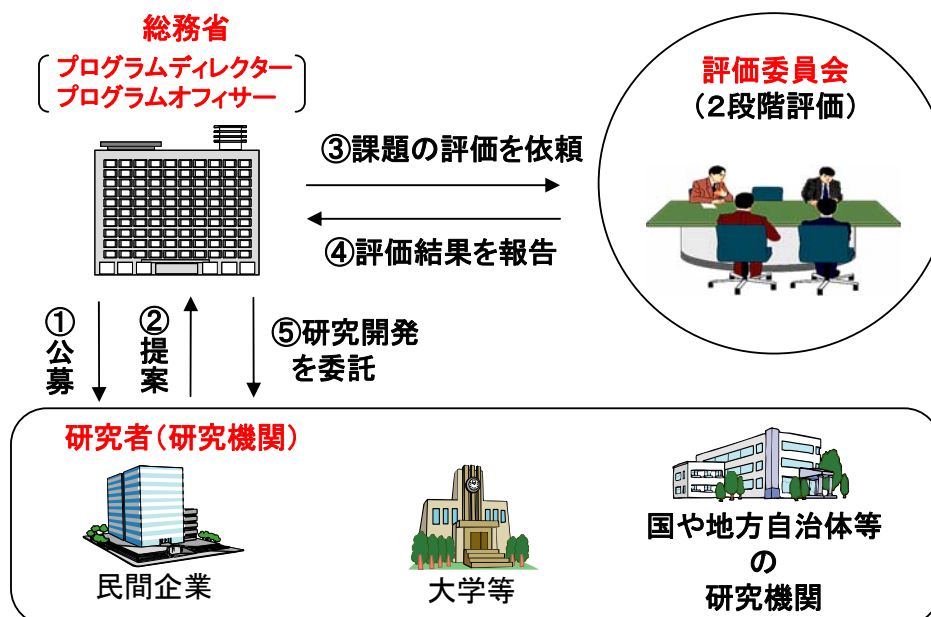 総務省
プログラムディレクター
プログラムオフィサー
評価委員会
(2段階評価)
③課題の評価を依頼
④評価結果を報告
①公募
②提案
⑤研究開発
を委託
研究者(研究機関)
民間企業
大学等
国や地方自治体等
の
研究機関